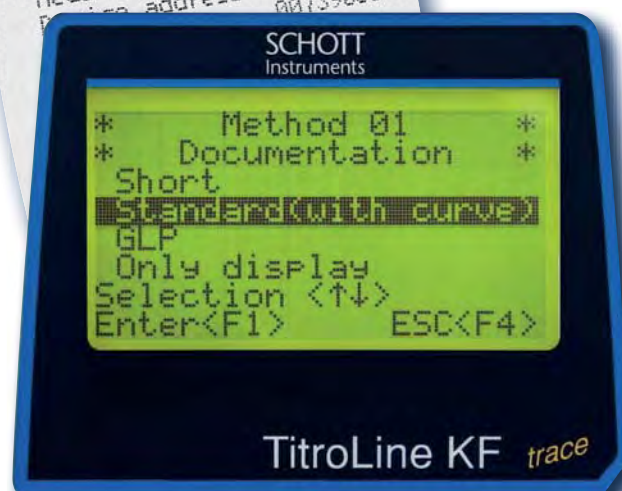 address
SCHOTT
Instruments
* Method 01 *
* Documentation *
Short
Standard(with curve)
GLP
Only display
Selection <↑↓>
Enter<F1> ESC<F4>
TitroLine KF trace